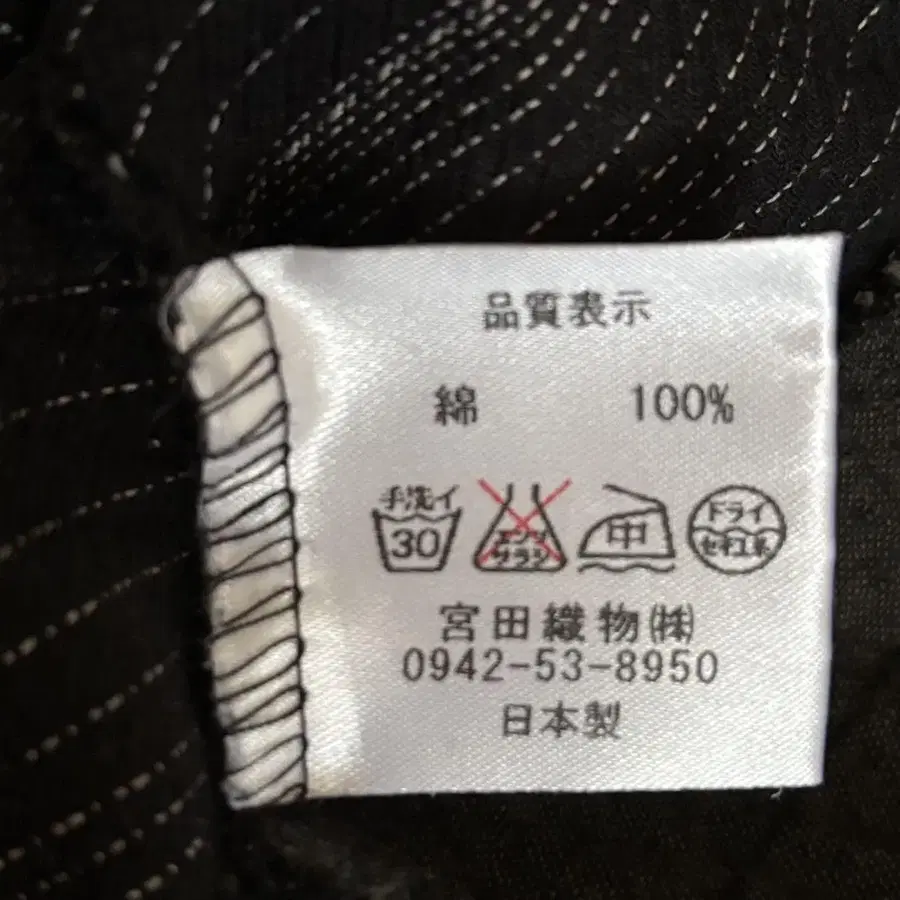 品質表示
綿 100%
手洗イ 30 エンソサラシ 中 ドライ セキユ系
宮田織物㈱
0942-53-8950
日本製